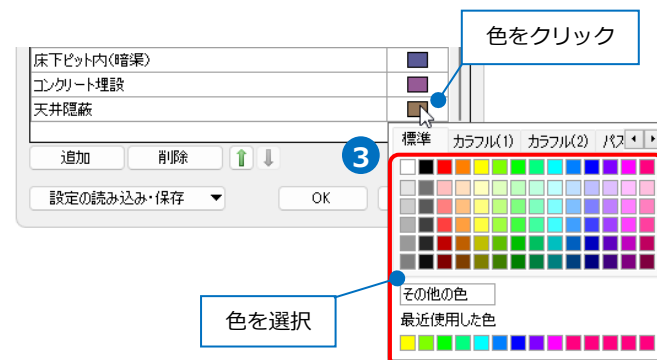 色をクリック
床下ピット内(暗渠)
コンクリート埋設
天井隠蔽
標準 カラフル(1) カラフル(2) パス
追加 削除
3
設定の読み込み・保存 OK
その他の色
最近使用した色
色を選択